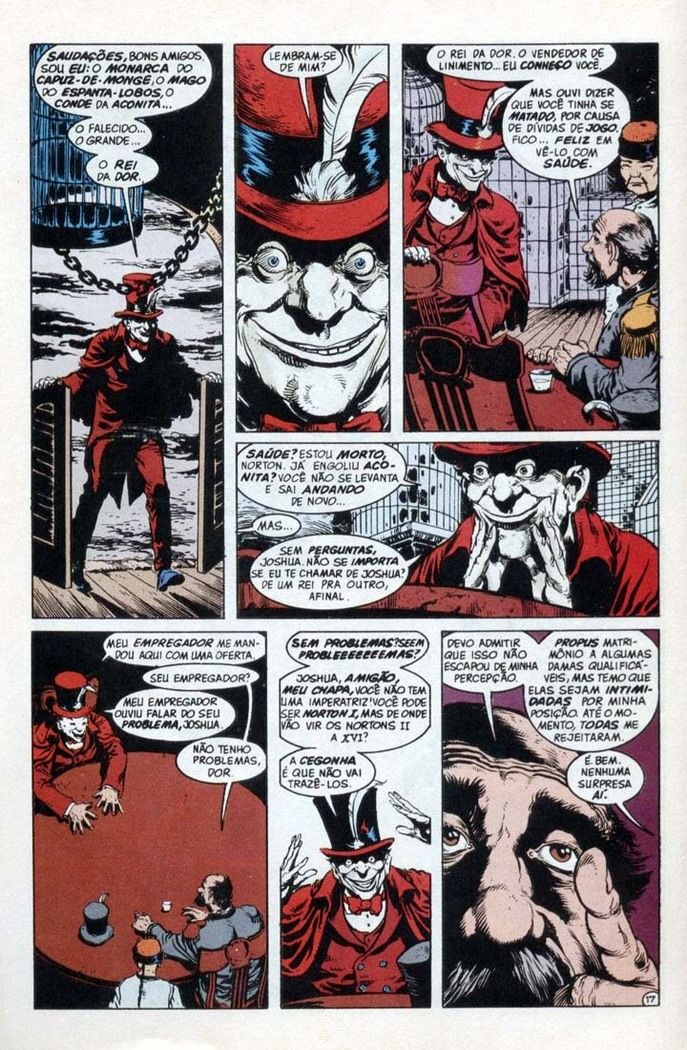 SAUDAÇÕES, BONS AMIGOS.
SOU EU: O MONARCA DO
CAPUZ-DE-MONGE, O MAGO
DO ESPANTA-LOBOS, O
CONDE DA ACONITA...
O FALECIDO...
O GRANDE...
O REI
DA DOR.
LEMBRAM-SE
DE MIM?
O REI DA DOR. O VENDEDOR DE
LINIMENTO... EU CONHEÇO VOCÊ.
MAS OUVI DIZER
QUE VOCÊ TINHA SE
MATADO, POR CAUSA
DE DÍVIDAS DE JOGO.
FICO... FELIZ EM
VÊ-LO, COM
SAÚDE.
SAÚDE? ESTOU MORTO,
NORTON. JÁ ENGOLIU ACO-
NITA? VOCÊ NÃO SE LEVANTA
E SAI ANDANDO
DE NOVO...
MAS...
SEM PERGUNTAS,
JOSHUA. NÃO SE IMPORTA
SE EU TE CHAMAR DE JOSHUA?
DE UM REI PRA OUTRO,
AFINAL.
MEU EMPREGADOR ME MAN-
DOU AQUI COM UMA OFERTA.
SEU EMPREGADOR?
MEU EMPREGADOR
OUVIU FALAR DO SEU
PROBLEMA, JOSHUA.
NÃO TENHO
PROBLEMAS,
DOR.
SEM PROBLEMAS? SEEM
PROBLEEEEEEEMAS?
JOSHUA, AMIGÃO,
MEU CHAPA, VOCÊ NÃO TEM
UMA IMPERATRIZ! VOCÊ PODE
SER NORTON I, MAS DE ONDE
VÃO VIR OS NORTONS II
A XVI?
A CEGONHA
É QUE NÃO VAI
TRAZÊ-LOS.
DEVO ADMITIR
QUE ISSO NÃO
ESCAPOU DE MINHA
PERCEPÇÃO.
PROPUS MATRI-
MÔNIO A ALGUMAS
DAMAS QUALIFICÁ-
VEIS, MAS TEMO QUE
ELAS SEJAM INTIMI-
DADAS POR MINHA
POSIÇÃO. ATÉ O MO-
MENTO, TODAS ME
REJEITARAM.
É. BEM.
NENHUMA
SURPRESA
AÍ.
17